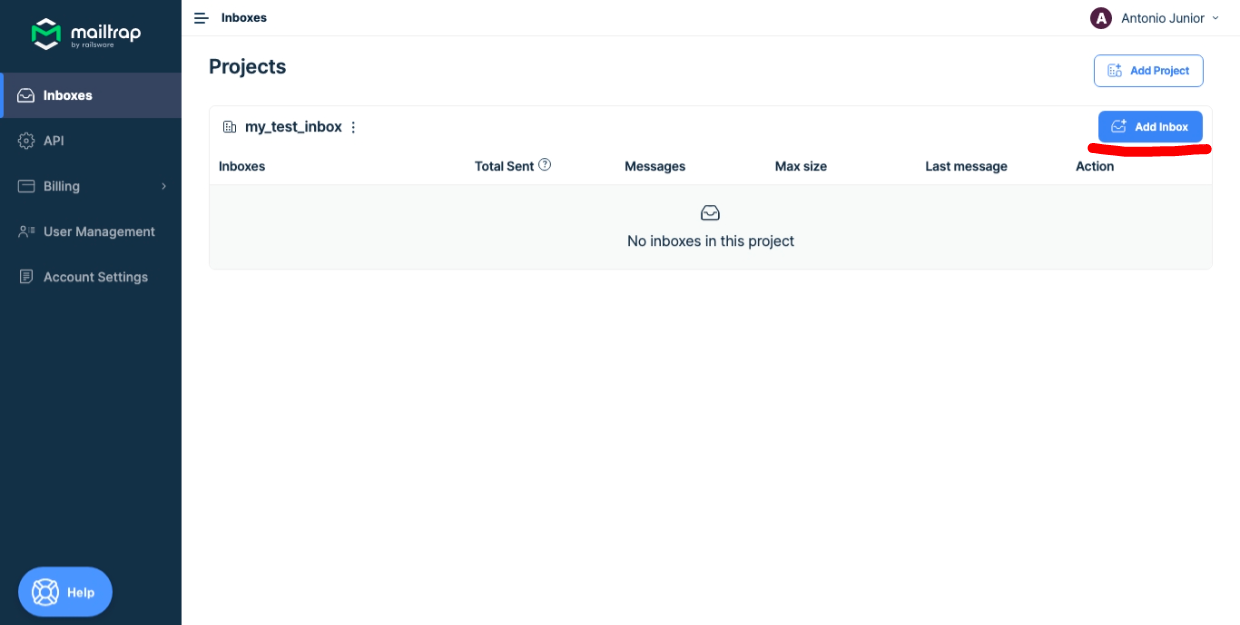 mailtrap
by railsware
Inboxes
Antonio Junior
A
Projects
Add Project
Inboxes
API
Billing
User Management
Account Settings
my_test_inbox
Add Inbox
Inboxes
Total Sent ?
Messages
Max size
Last message
Action
No inboxes in this project
Help